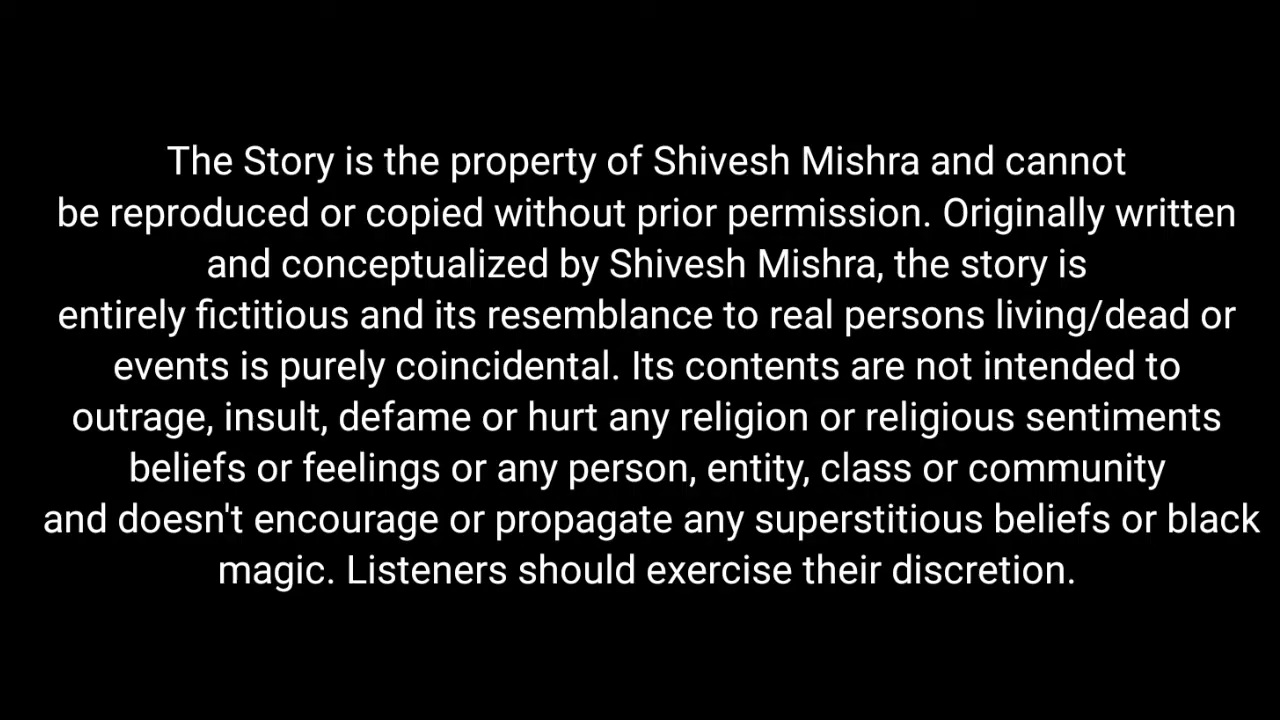 The Story is the property of Shivesh Mishra and cannot
be reproduced or copied without prior permission. Originally written
and conceptualized by Shivesh Mishra, the story is
entirely fictitious and its resemblance to real persons living/dead or
events is purely coincidental. Its contents are not intended to
outrage, insult, defame or hurt any religion or religious sentiments
beliefs or feelings or any person, entity, class or community
and doesn't encourage or propagate any superstitious beliefs or black
magic. Listeners should exercise their discretion.